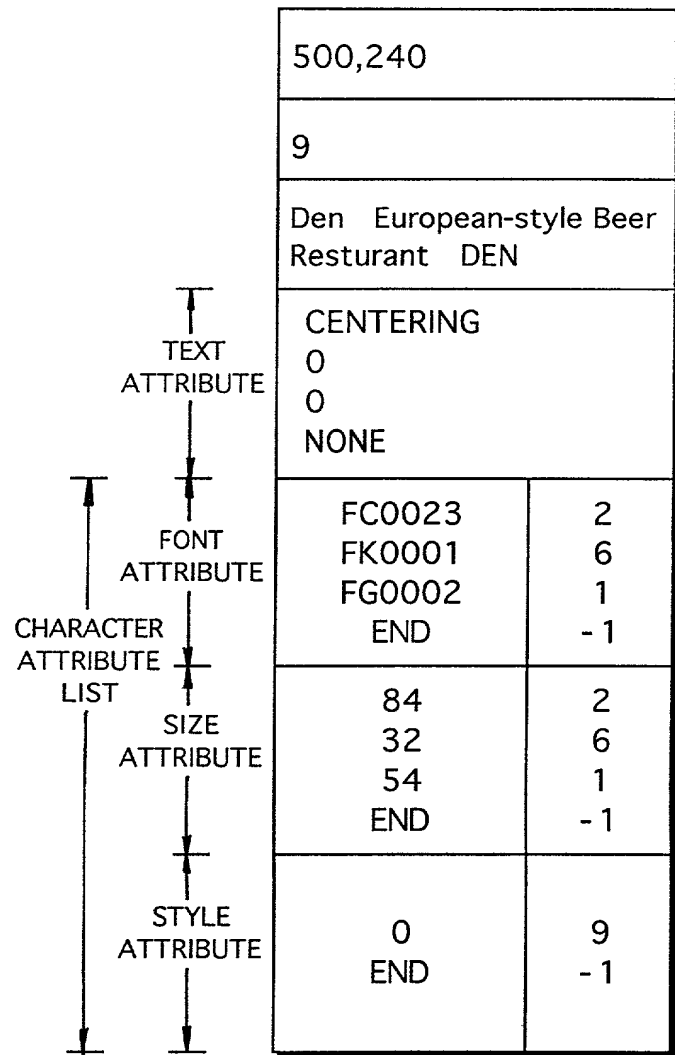 500,240
9
Den European-style Beer
Resturant DEN
TEXT
ATTRIBUTE
CENTERING
0
0
NONE
CHARACTER
ATTRIBUTE
LIST
FONT
ATTRIBUTE
FC0023 2
FK0001 6
FG0002 1
END -1
SIZE
ATTRIBUTE
84 2
32 6
54 1
END -1
STYLE
ATTRIBUTE
0 9
END -1